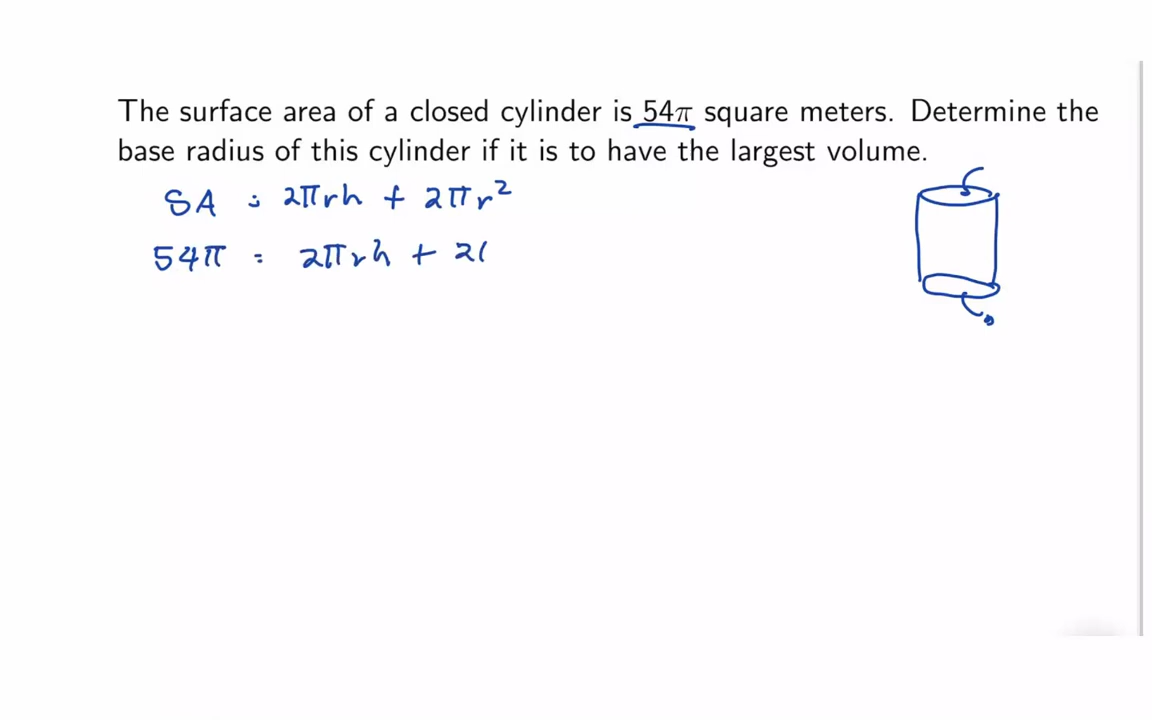 The surface area of a closed cylinder is 54π square meters. Determine the
base radius of this cylinder if it is to have the largest volume.
SA = 2πrh + 2πr²
54π = 2πrh + 2(